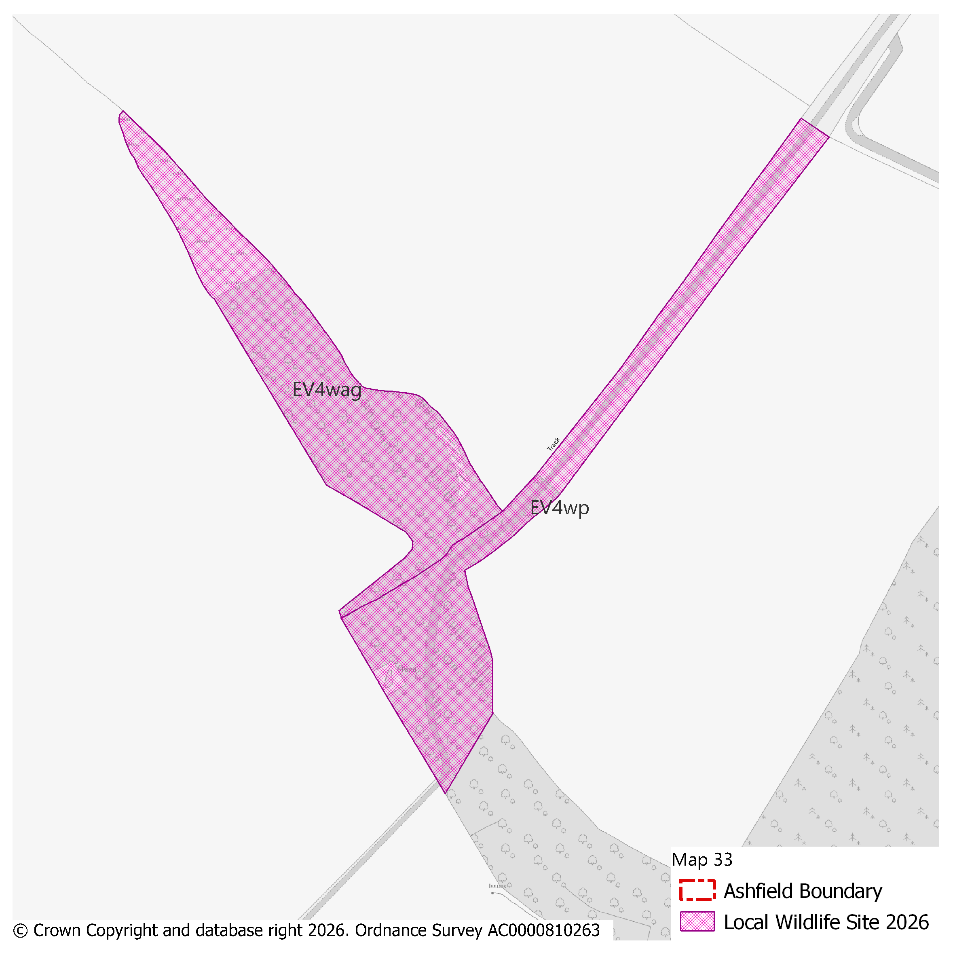 EV4wag
Track
EV4wp
Map 33
Ashfield Boundary
Local Wildlife Site 2026
© Crown Copyright and database right 2026. Ordnance Survey AC0000810263